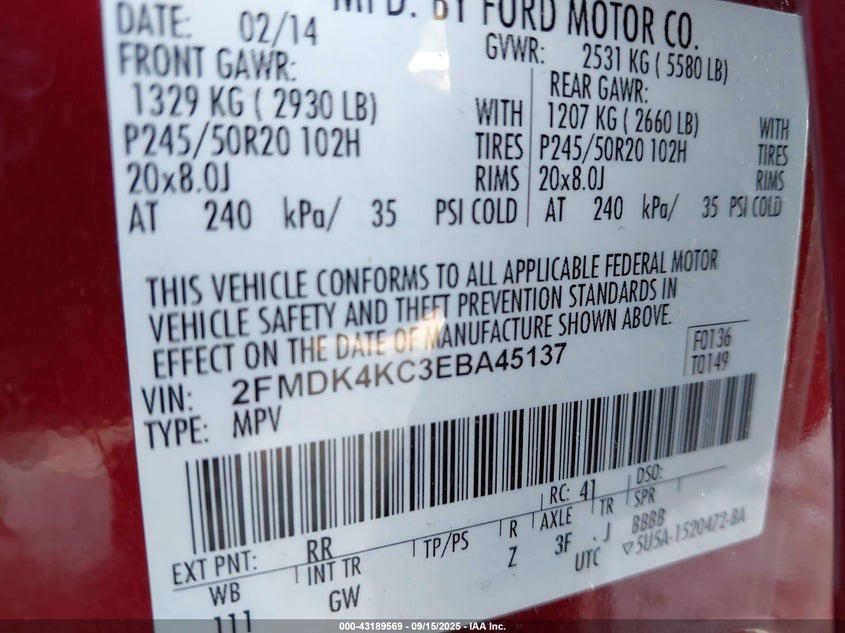 MFD. BY FORD MOTOR CO.
DATE: 02/14
GVWR: 2531 KG ( 5580 LB)
FRONT GAWR:
1329 KG ( 2930 LB) WITH
P245/50R20 102H TIRES
20x8.0J RIMS
AT 240 kPa/ 35 PSI COLD
REAR GAWR:
1207 KG ( 2660 LB) WITH
P245/50R20 102H TIRES
20x8.0J RIMS
AT 240 kPa/ 35 PSI COLD
THIS VEHICLE CONFORMS TO ALL APPLICABLE FEDERAL MOTOR
VEHICLE SAFETY AND THEFT PREVENTION STANDARDS IN
EFFECT ON THE DATE OF MANUFACTURE SHOWN ABOVE.
VIN: 2FMDK4KC3EBA45137
TYPE: MPV
F0136
T0149
RC: 41 DSO:
EXT PNT: RR
WB INT TR TP/PS R AXLE TR SPR
111 GW Z 3F .J BBBB
UTC ▽5U5A-1520472-BA
000-43189569 - 09/15/2025 - IAA Inc.